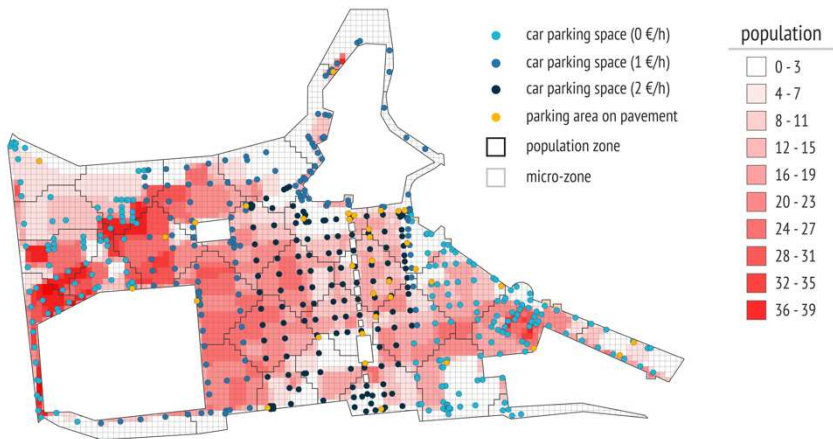 car parking space (0 €/h)
car parking space (1 €/h)
car parking space (2 €/h)
parking area on pavement
population zone
micro-zone
population
0 - 3
4 - 7
8 - 11
12 - 15
16 - 19
20 - 23
24 - 27
28 - 31
32 - 35
36 - 39